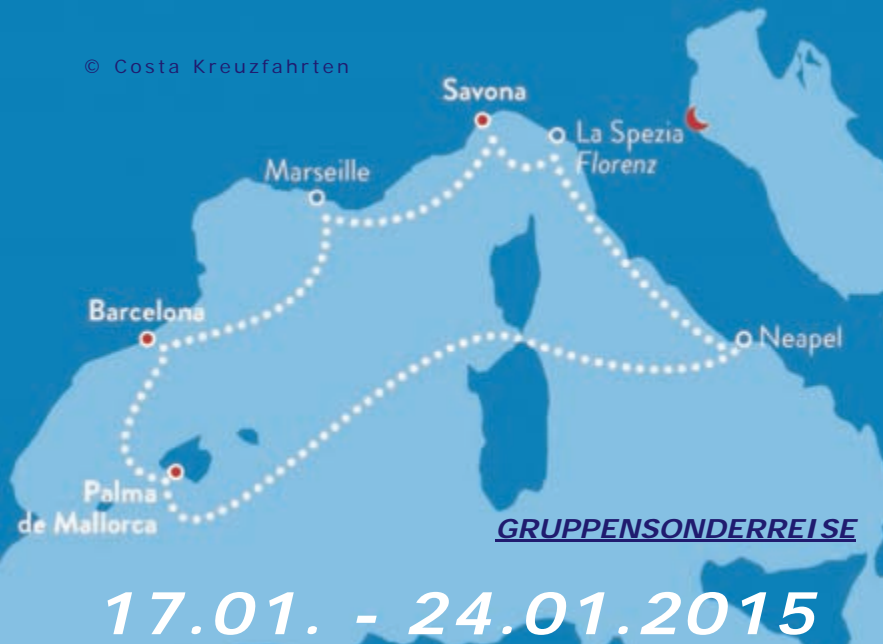 © Costa Kreuzfahrten
Savona
La Spezia
Florenz
Marseille
Barcelona
Neapel
Palma
de Mallorca
GRUPPENSONDERREISE
17.01. - 24.01.2015